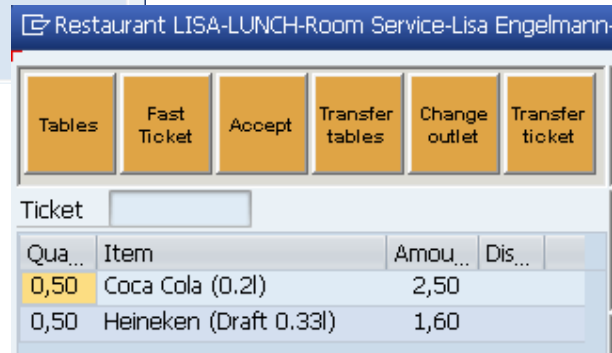 Restaurant LISA-LUNCH-Room Service-Lisa Engelmann-
Tables Fast Ticket Accept Transfer tables Change outlet Transfer ticket
Ticket
Qua... Item Amou... Dis...
0,50 Coca Cola (0.2l) 2,50
0,50 Heineken (Draft 0.33l) 1,60